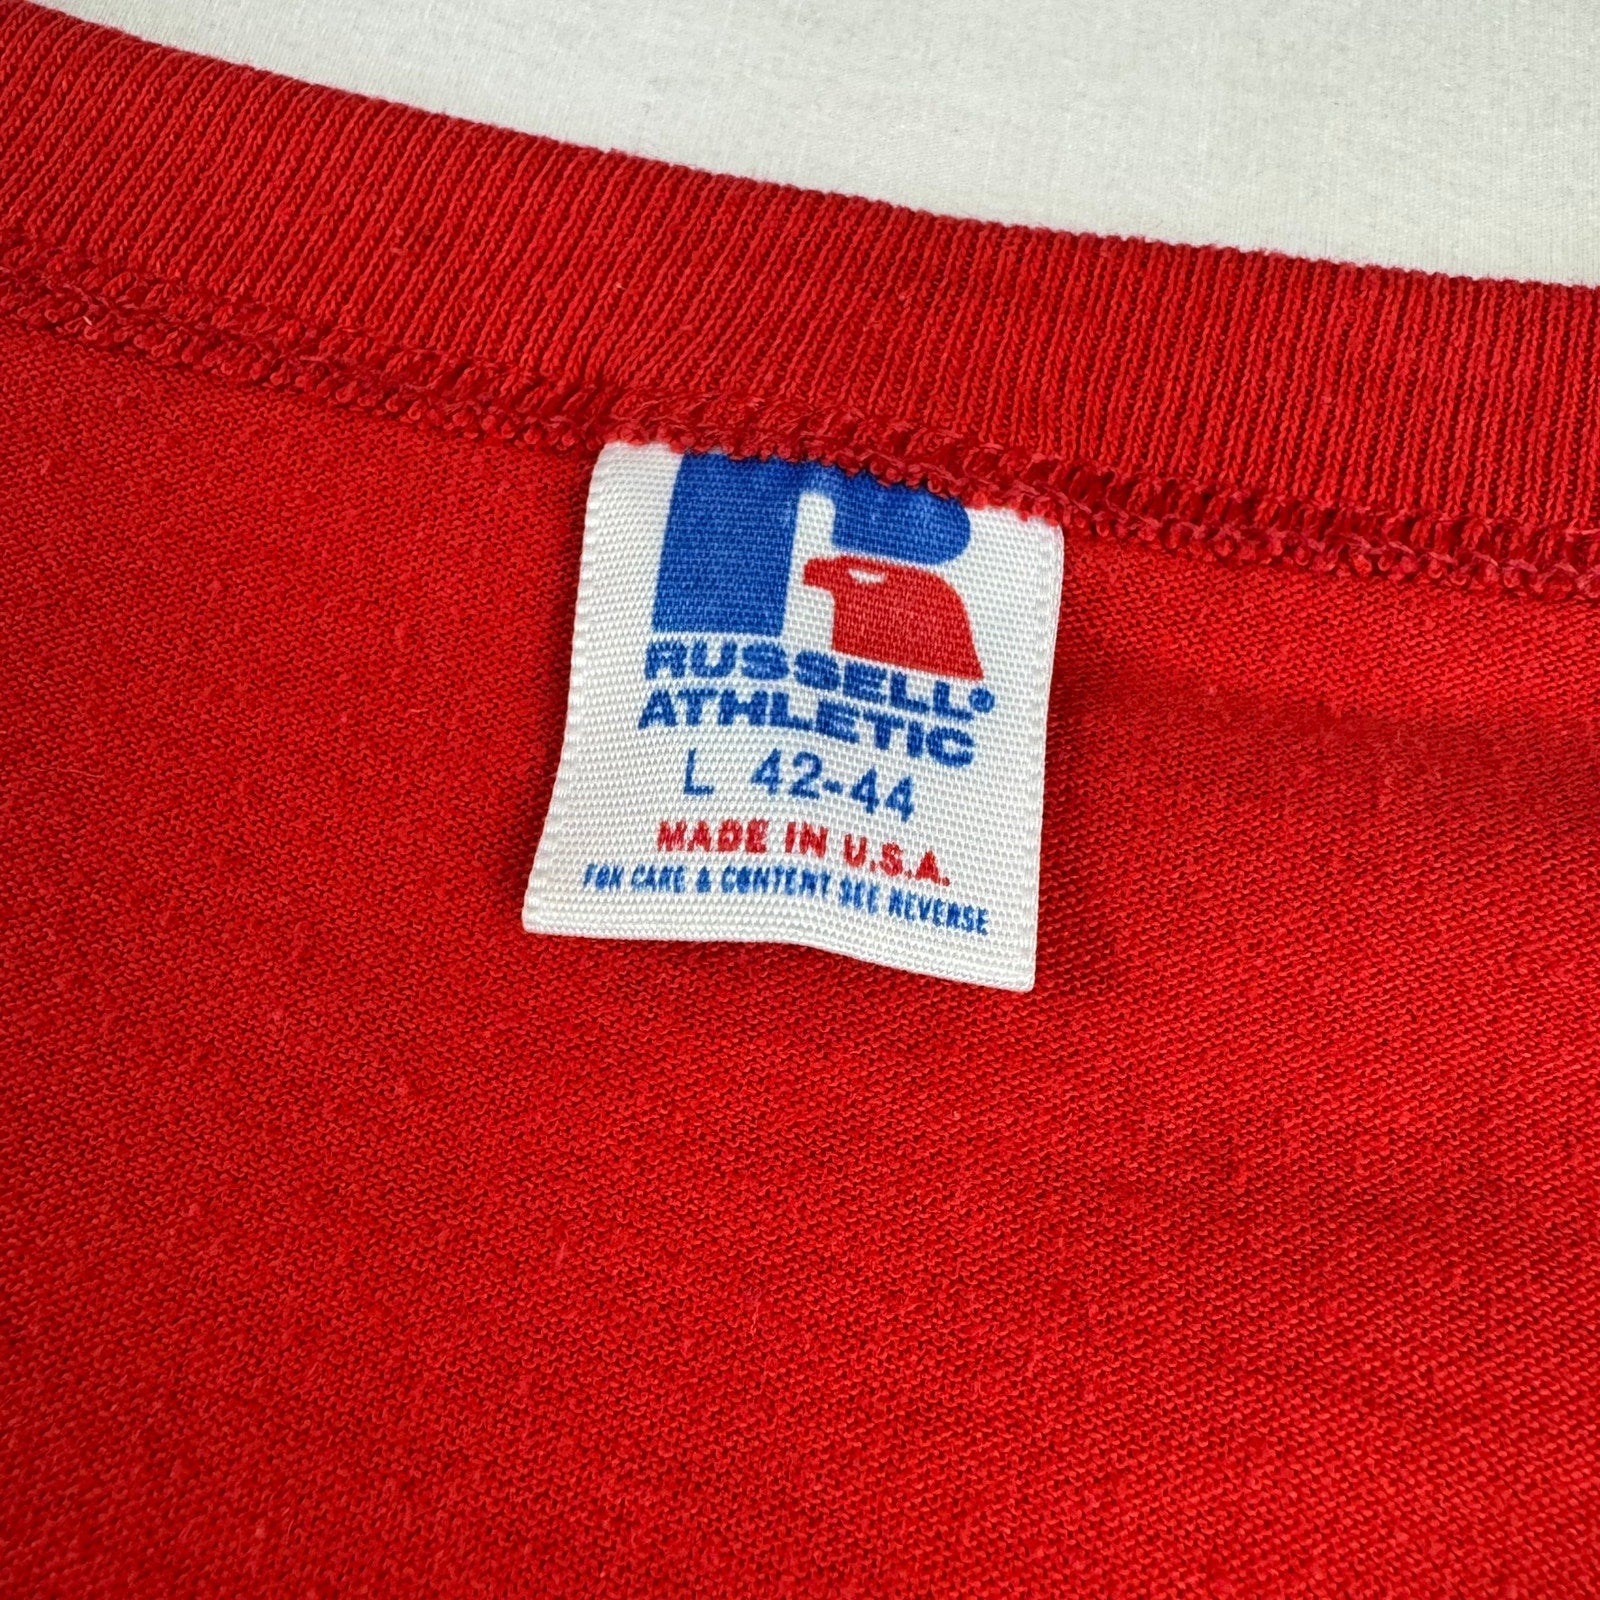 RUSSELL®
ATHLETIC
L 42-44
MADE IN U.S.A.
FOR CARE & CONTENT SEE REVERSE